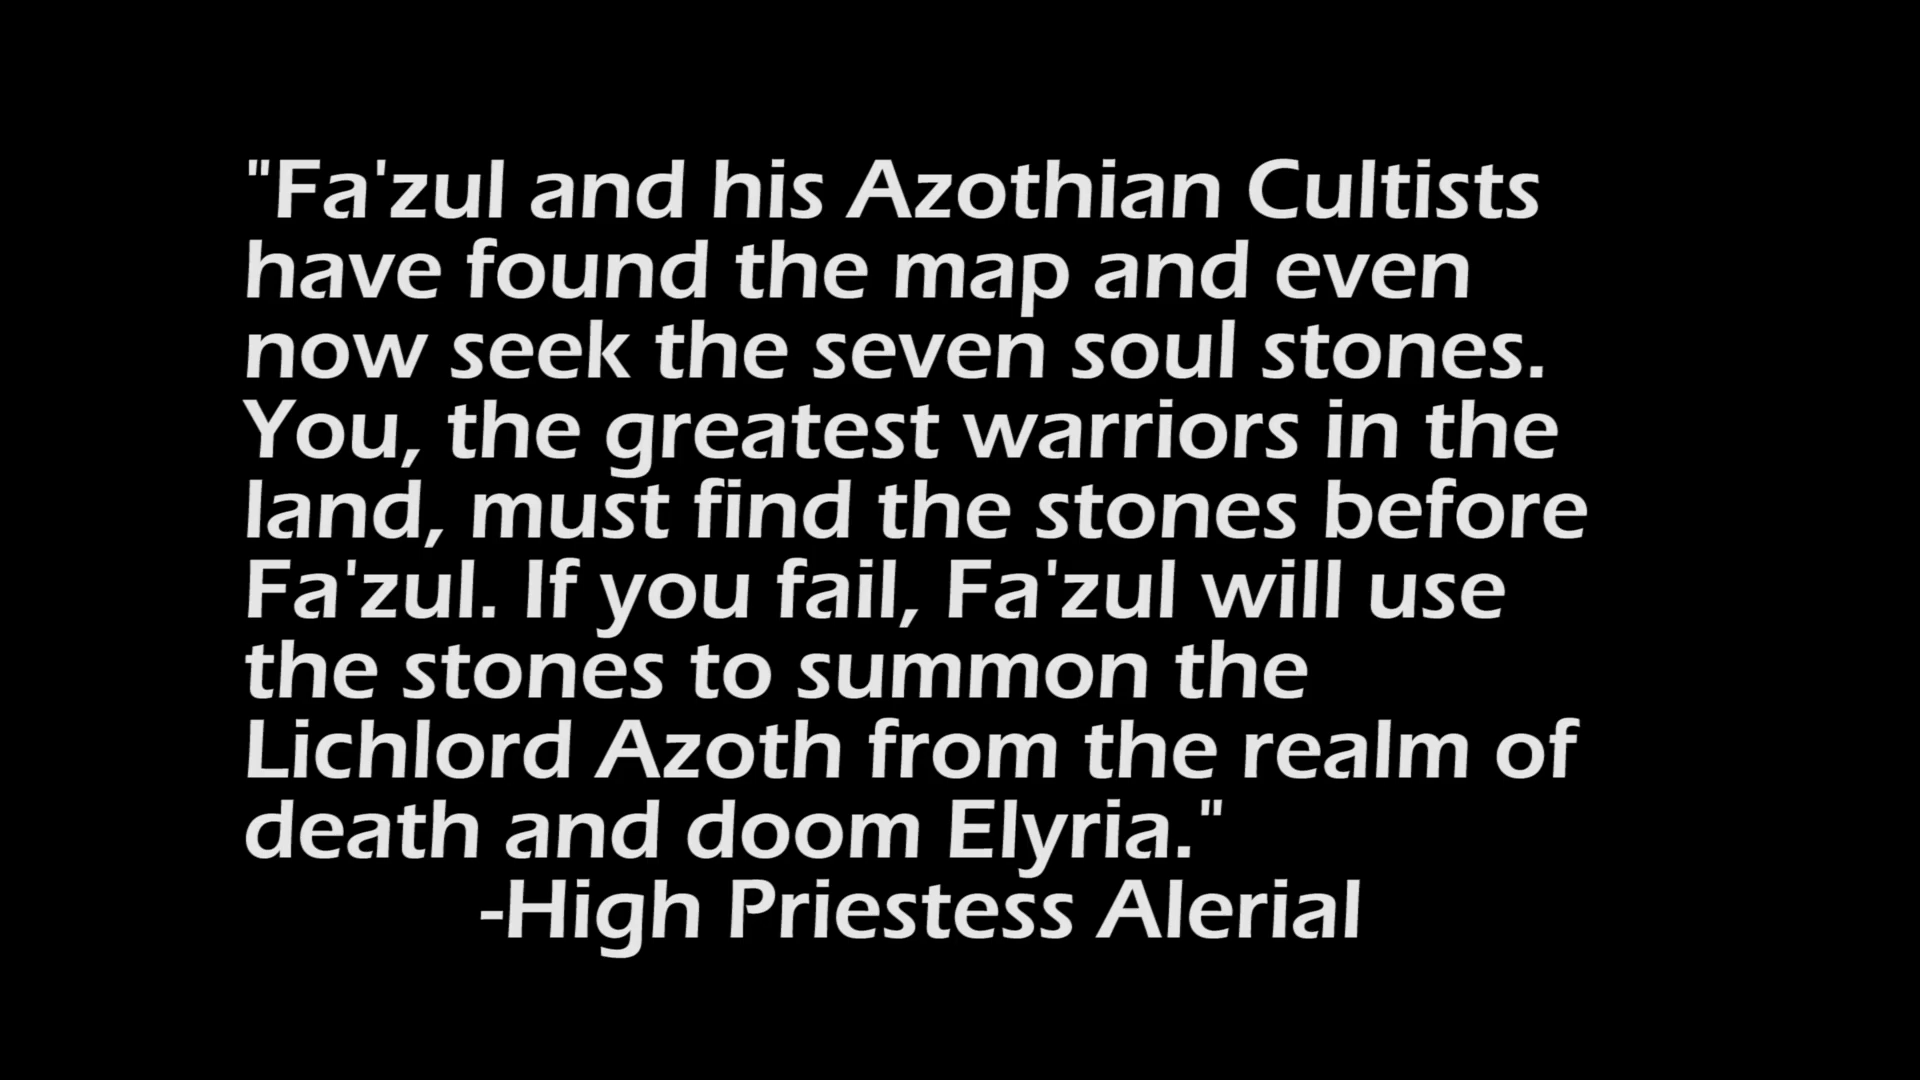 "Fa'zul and his Azothian Cultists
have found the map and even
now seek the seven soul stones.
You, the greatest warriors in the
land, must find the stones before
Fa'zul. If you fail, Fa'zul will use
the stones to summon the
Lichlord Azoth from the realm of
death and doom Elyria."
-High Priestess Alerial